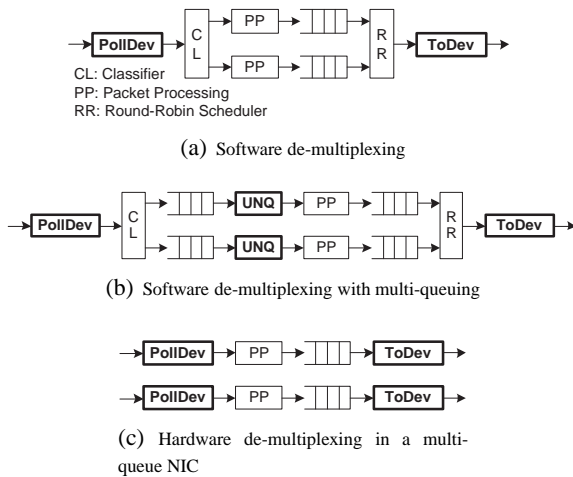 PollDev
C
L
PP
PP
R
R
ToDev
CL: Classifier
PP: Packet Processing
RR: Round-Robin Scheduler
(a) Software de-multiplexing
PollDev
C
L
UNQ
PP
UNQ
PP
R
R
ToDev
(b) Software de-multiplexing with multi-queuing
PollDev PP ToDev
PollDev PP ToDev
(c) Hardware de-multiplexing in a multi-
queue NIC